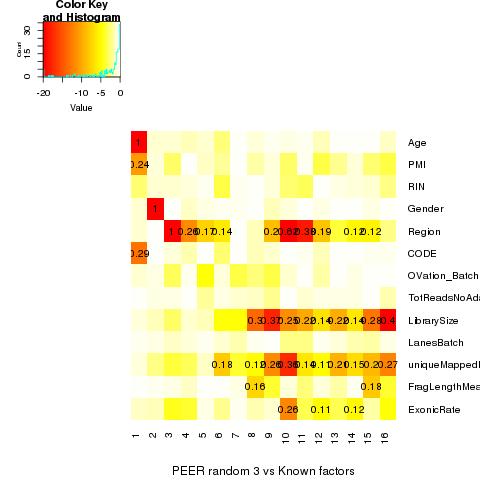 Color Key
and Histogram
Count
0 15 30
-20 -10 -5 0
Value
1 Age
0.24 PMI
RIN
1 Gender
1 0.26 0.17 0.14 0.2 0.62 0.38 0.19 0.12 0.12 Region
0.29 CODE
OVation_Batch
TotReadsNoAda
0.3 0.37 0.25 0.22 0.14 0.22 0.14 0.28 0.4 LibrarySize
LanesBatch
0.18 0.12 0.26 0.36 0.14 0.11 0.21 0.15 0.2 0.27 uniqueMapped
0.16 0.18 FragLengthMea
0.26 0.11 0.12 ExonicRate
1 2 3 4 5 6 7 8 9 10 11 12 13 14 15 16
PEER random 3 vs Known factors